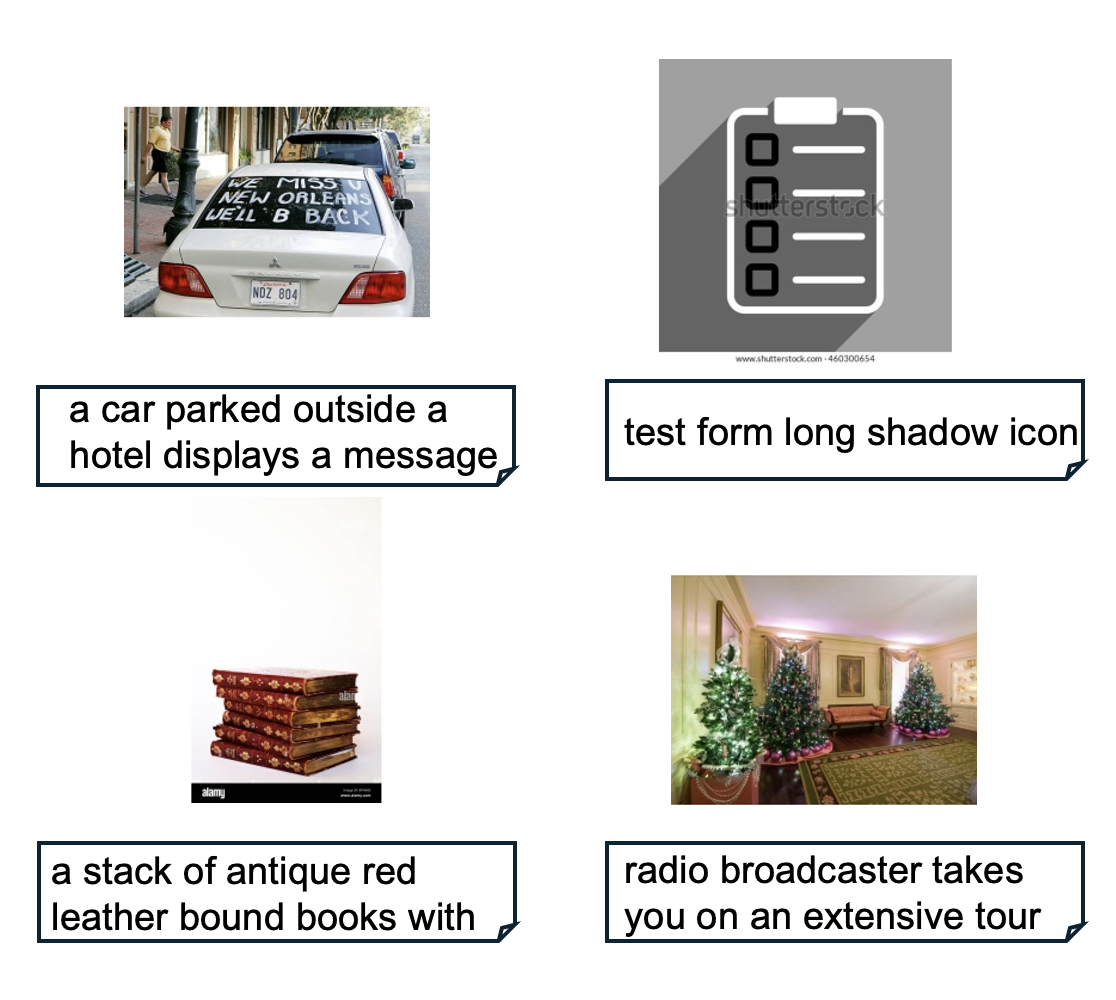 WE MISS U
NEW ORLEANS
WE'LL B BACK
NDZ 804
shutterstock
www.shutterstock.com · 460300654
a car parked outside a
hotel displays a message
test form long shadow icon
alamy
a stack of antique red
leather bound books with
radio broadcaster takes
you on an extensive tour